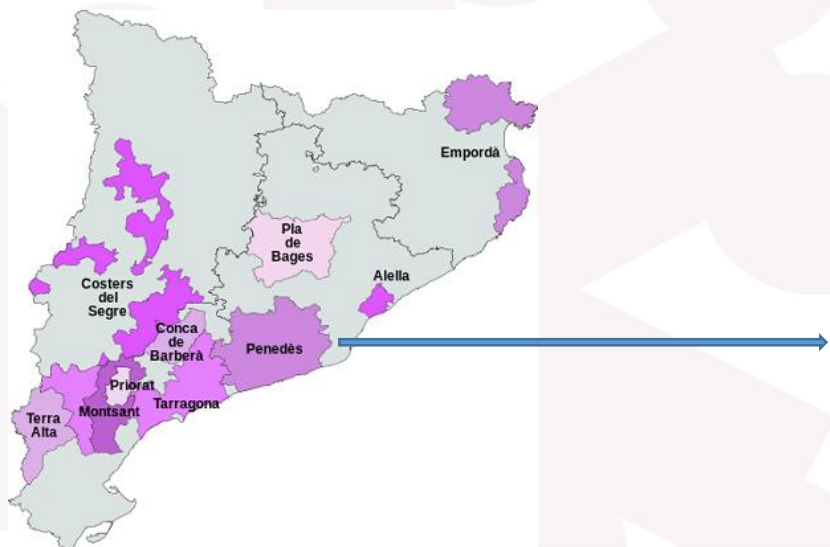 Empordà
Pla
de
Bages
Alella
Costers
del
Segre
Conca
de
Barberà
Penedès
Priorat
Montsant
Tarragona
Terra
Alta